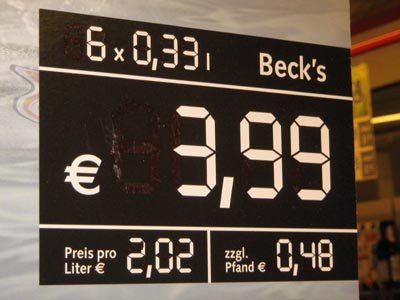 6 x 0,33 l Beck's
€ 3,99
Preis pro Liter € 2,02 zzgl. Pfand € 0,48